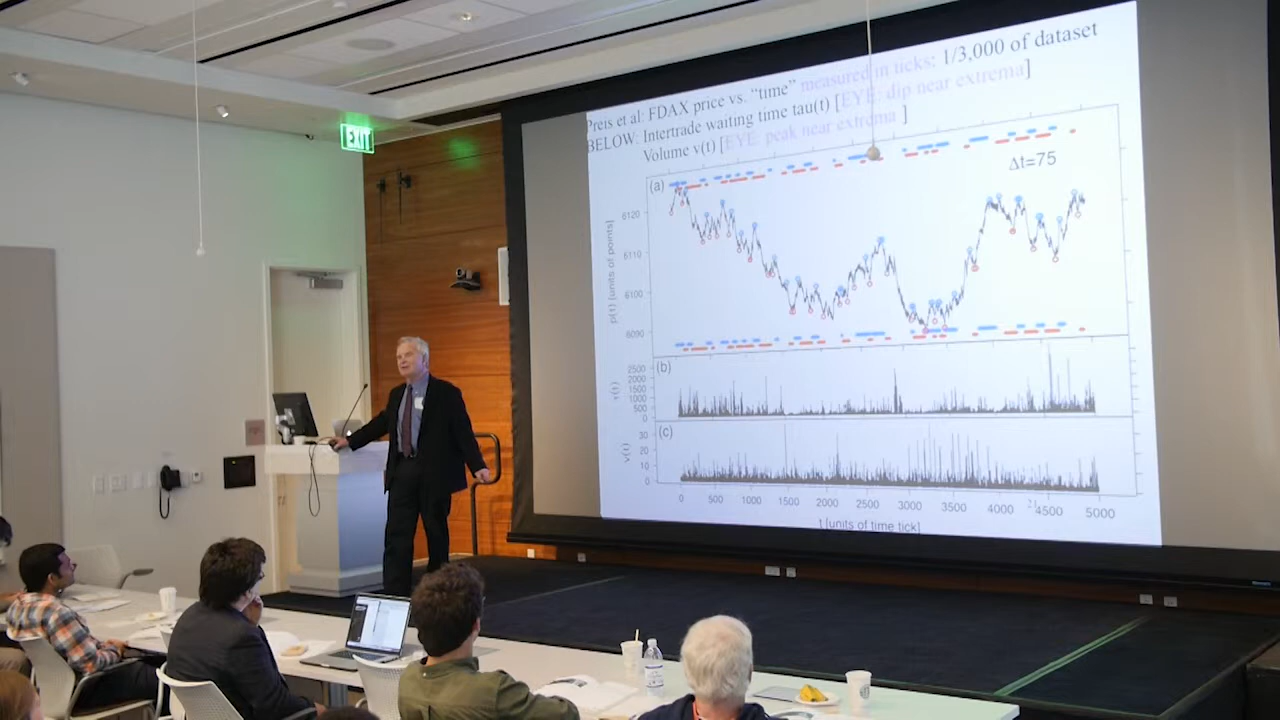 EXIT
Preis et al: FDAX price vs. “time” measured in ticks: 1/3,000 of dataset
BELOW: Intertrade waiting time tau(t) [EYE: dip near extrema]
Volume v(t) [EYE: peak near extrema ]
(a)
Δt=75
6120
6110
6100
6090
p(t) [units of points]
(b)
2500
2000
1500
1000
500
0
τ(t)
(c)
30
20
10
0
v(t)
0 500 1000 1500 2000 2500 3000 3500 4000 4500 5000
21
t [units of time tick]